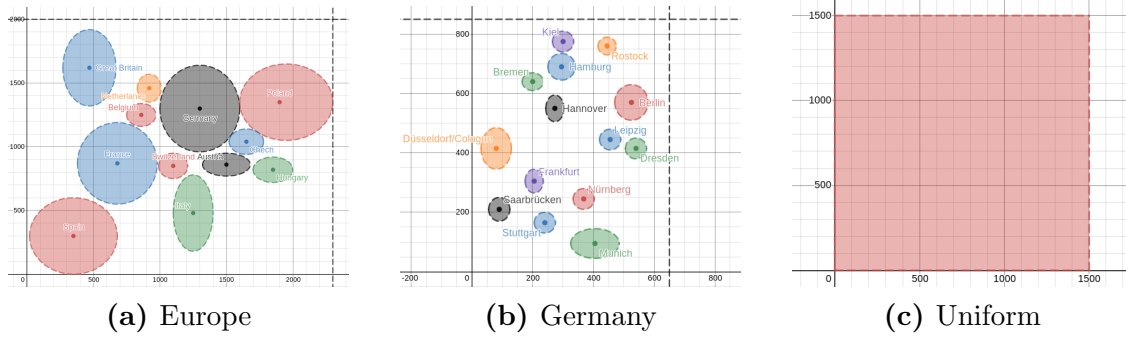 2000
1500
1000
500
500
1000
1500
2000
Great Britain
Netherlands
Belgium
Germany
Poland
France
Switzerland
Austria
Czech
Hungary
Italy
Spain
(a) Europe
800
600
400
200
-200
0
200
400
600
800
Kiel
Rostock
Hamburg
Bremen
Berlin
Hannover
Leipzig
Düsseldorf/Cologne
Dresden
Frankfurt
Nürnberg
Saarbrücken
Stuttgart
Munich
(b) Germany
1500
1000
500
0
500
1000
1500
(c) Uniform